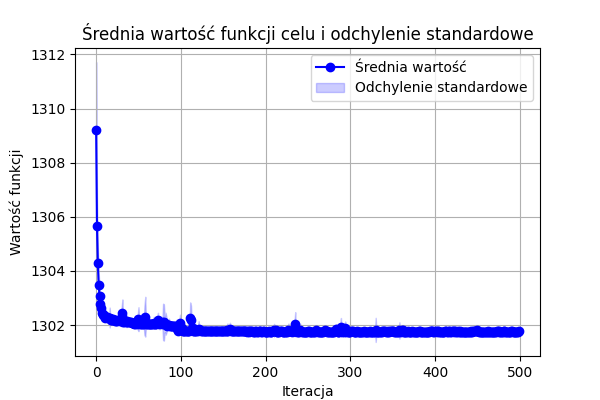 Średnia wartość funkcji celu i odchylenie standardowe
Średnia wartość
Odchylenie standardowe
Wartość funkcji
1312
1310
1308
1306
1304
1302
0 100 200 300 400 500
Iteracja